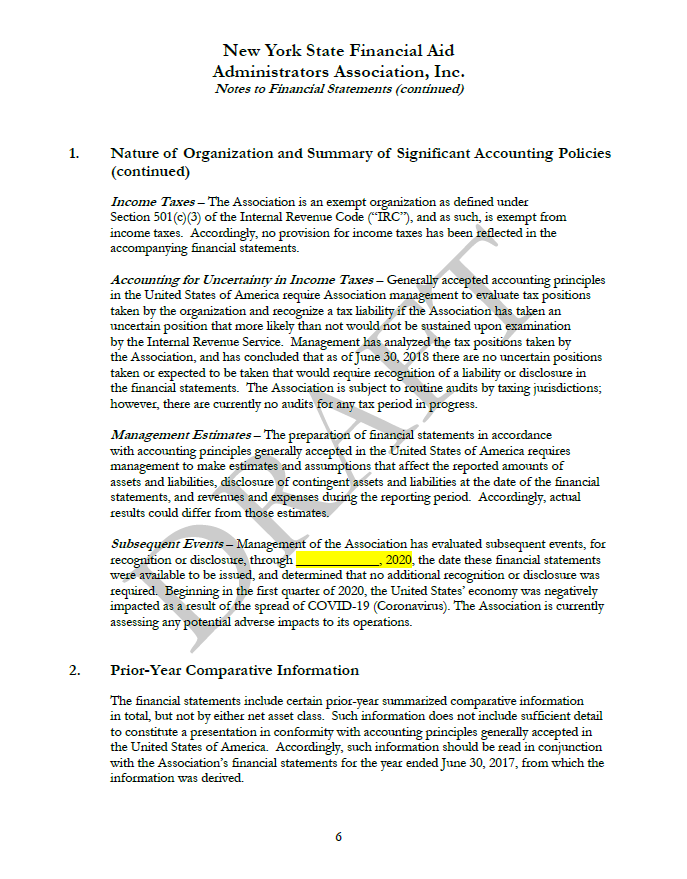 New York State Financial Aid
Administrators Association, Inc.
Notes to Financial Statements (continued)
1. Nature of Organization and Summary of Significant Accounting Policies
(continued)
Income Taxes – The Association is an exempt organization as defined under
Section 501(c)(3) of the Internal Revenue Code (“IRC”), and as such, is exempt from
income taxes.  Accordingly, no provision for income taxes has been reflected in the
accompanying financial statements.
Accounting for Uncertainty in Income Taxes – Generally accepted accounting principles
in the United States of America require Association management to evaluate tax positions
taken by the organization and recognize a tax liability if the Association has taken an
uncertain position that more likely than not would not be sustained upon examination
by the Internal Revenue Service.  Management has analyzed the tax positions taken by
the Association, and has concluded that as of June 30, 2018 there are no uncertain positions
taken or expected to be taken that would require recognition of a liability or disclosure in
the financial statements.  The Association is subject to routine audits by taxing jurisdictions;
however, there are currently no audits for any tax period in progress.
Management Estimates – The preparation of financial statements in accordance
with accounting principles generally accepted in the United States of America requires
management to make estimates and assumptions that affect the reported amounts of
assets and liabilities, disclosure of contingent assets and liabilities at the date of the financial
statements, and revenues and expenses during the reporting period.  Accordingly, actual
results could differ from those estimates.
Subsequent Events – Management of the Association has evaluated subsequent events, for
recognition or disclosure, through ______________, 2020, the date these financial statements
were available to be issued, and determined that no additional recognition or disclosure was
required.  Beginning in the first quarter of 2020, the United States’ economy was negatively
impacted as a result of the spread of COVID-19 (Coronavirus). The Association is currently
assessing any potential adverse impacts to its operations.
2. Prior-Year Comparative Information
The financial statements include certain prior-year summarized comparative information
in total, but not by either net asset class.  Such information does not include sufficient detail
to constitute a presentation in conformity with accounting principles generally accepted in
the United States of America.  Accordingly, such information should be read in conjunction
with the Association’s financial statements for the year ended June 30, 2017, from which the
information was derived.
6
DRAFT